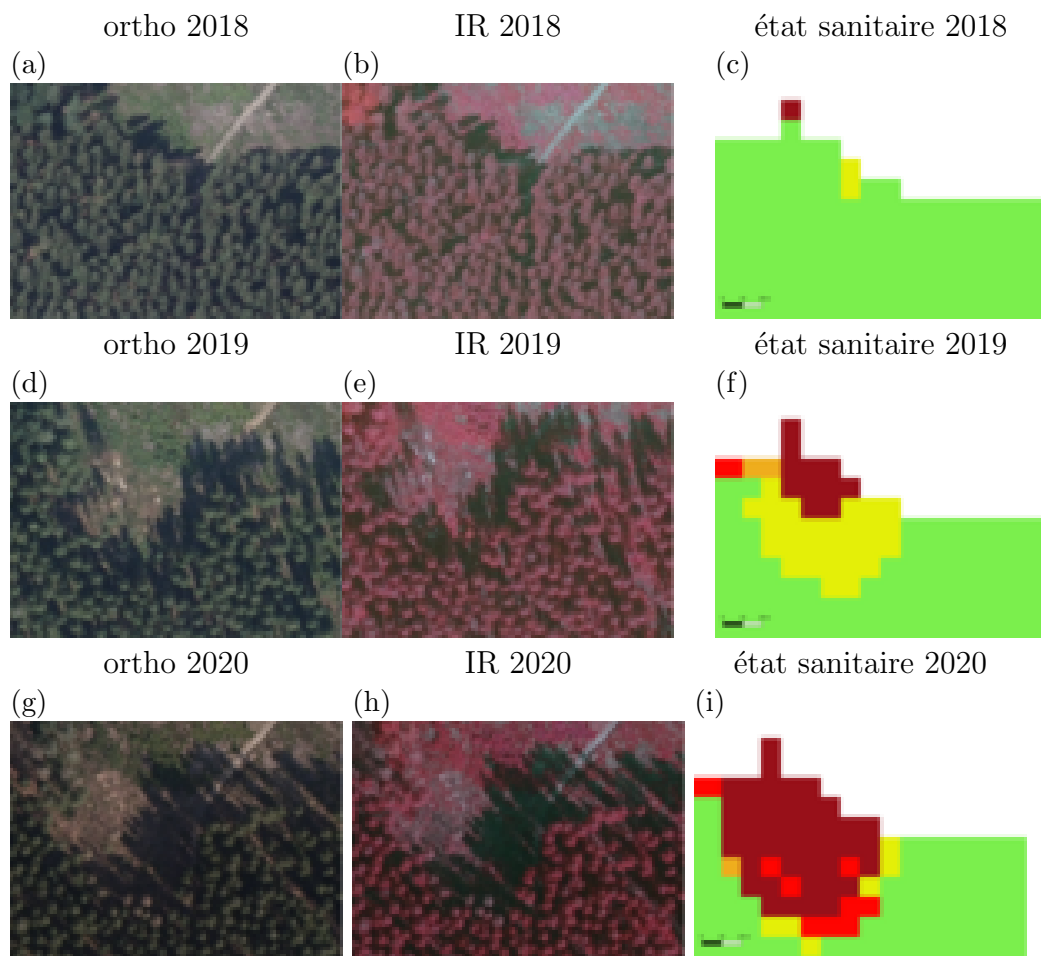 ortho 2018 IR 2018 état sanitaire 2018
(a) (b) (c)
ortho 2019 IR 2019 état sanitaire 2019
(d) (e) (f)
ortho 2020 IR 2020 état sanitaire 2020
(g) (h) (i)